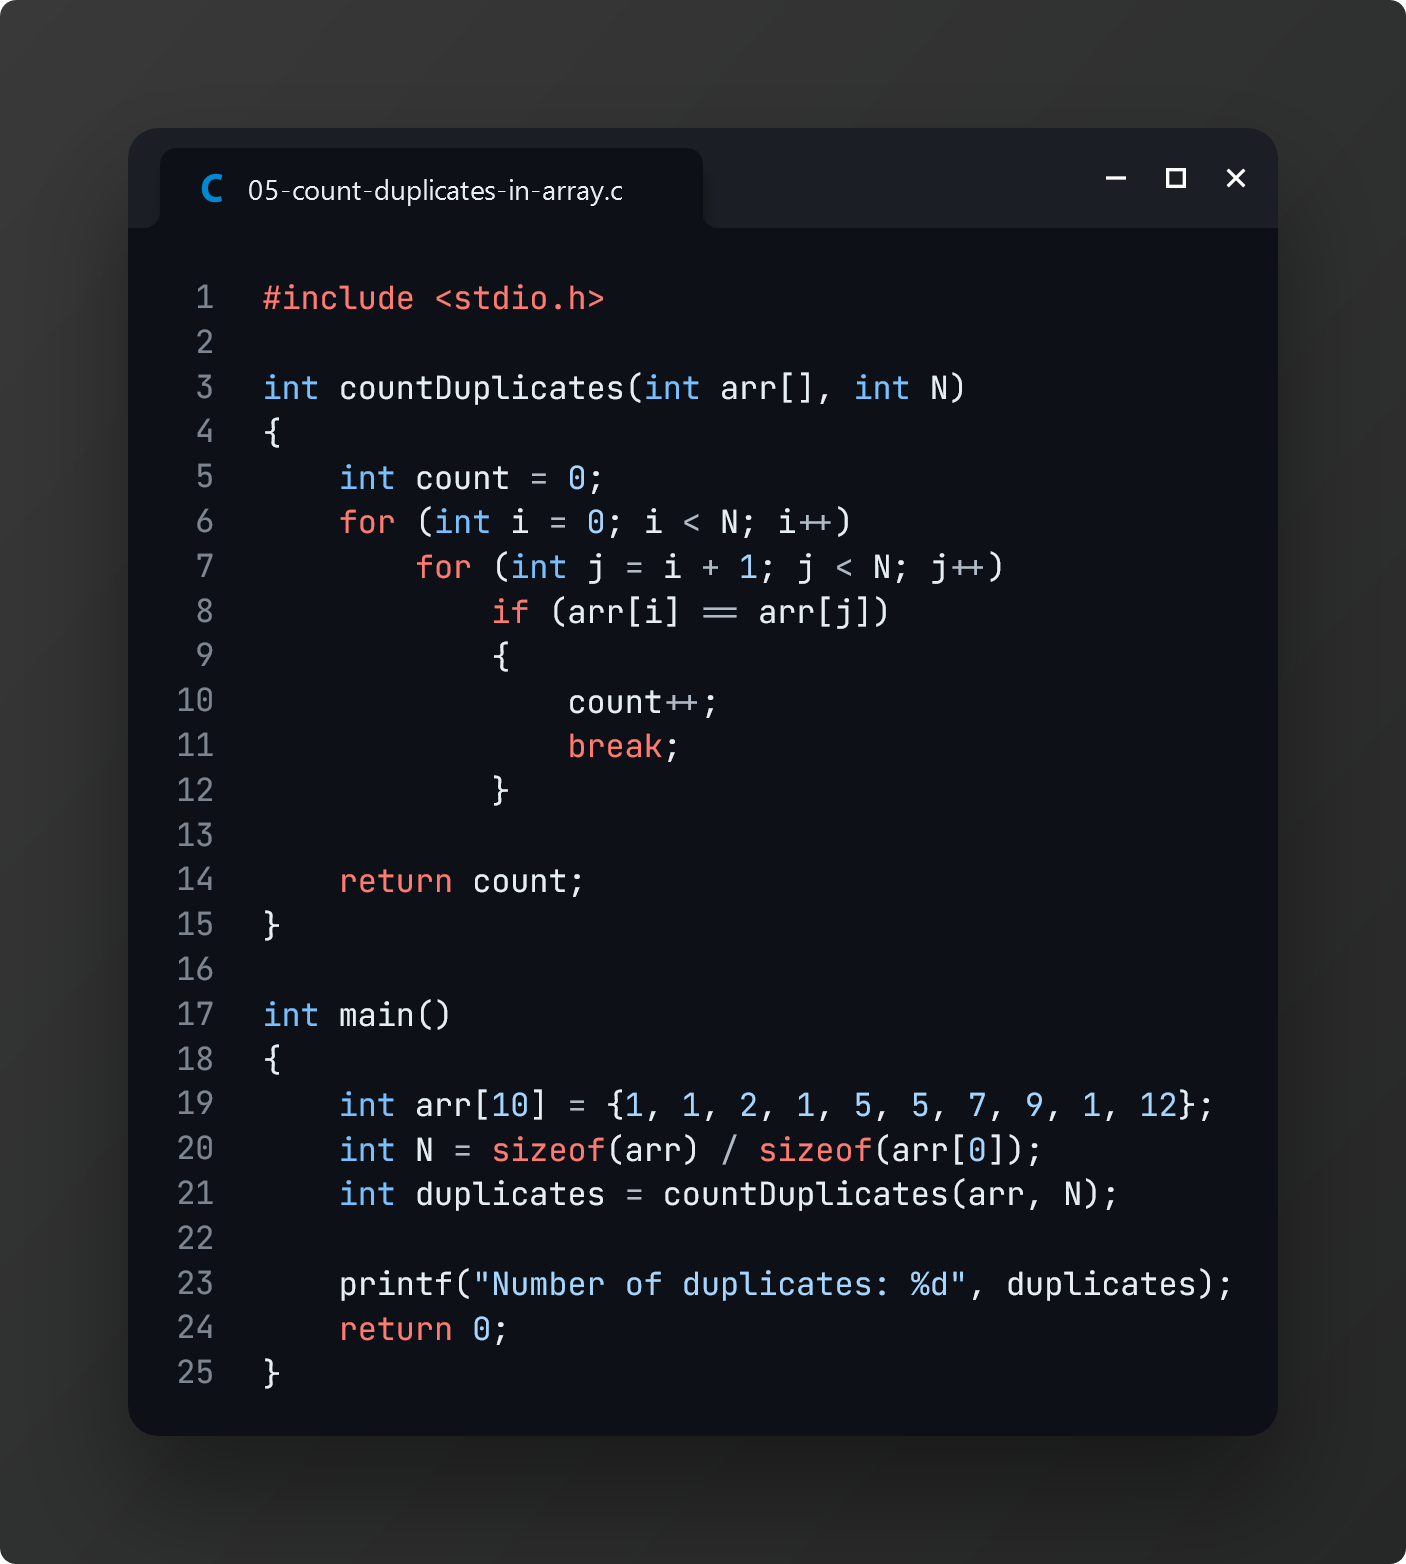 05-count-duplicates-in-array.c
1 #include <stdio.h>
2
3 int countDuplicates(int arr[], int N)
4 {
5     int count = 0;
6     for (int i = 0; i < N; i++)
7         for (int j = i + 1; j < N; j++)
8             if (arr[i] == arr[j])
9             {
10                 count++;
11                 break;
12             }
13
14     return count;
15 }
16
17 int main()
18 {
19     int arr[10] = {1, 1, 2, 1, 5, 5, 7, 9, 1, 12};
20     int N = sizeof(arr) / sizeof(arr[0]);
21     int duplicates = countDuplicates(arr, N);
22
23     printf("Number of duplicates: %d", duplicates);
24     return 0;
25 }